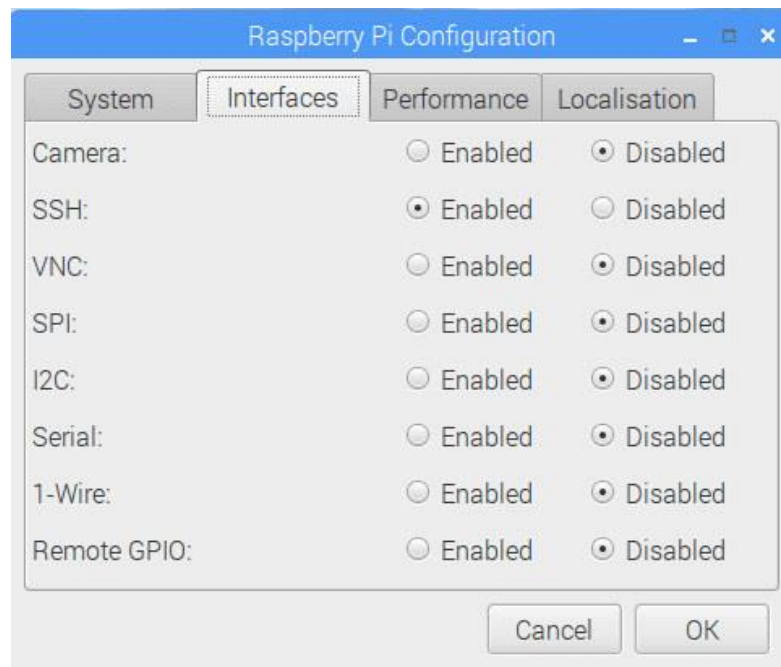 Raspberry Pi Configuration
System Interfaces Performance Localisation
Camera: Enabled Disabled
SSH: Enabled Disabled
VNC: Enabled Disabled
SPI: Enabled Disabled
I2C: Enabled Disabled
Serial: Enabled Disabled
1-Wire: Enabled Disabled
Remote GPIO: Enabled Disabled
Cancel OK